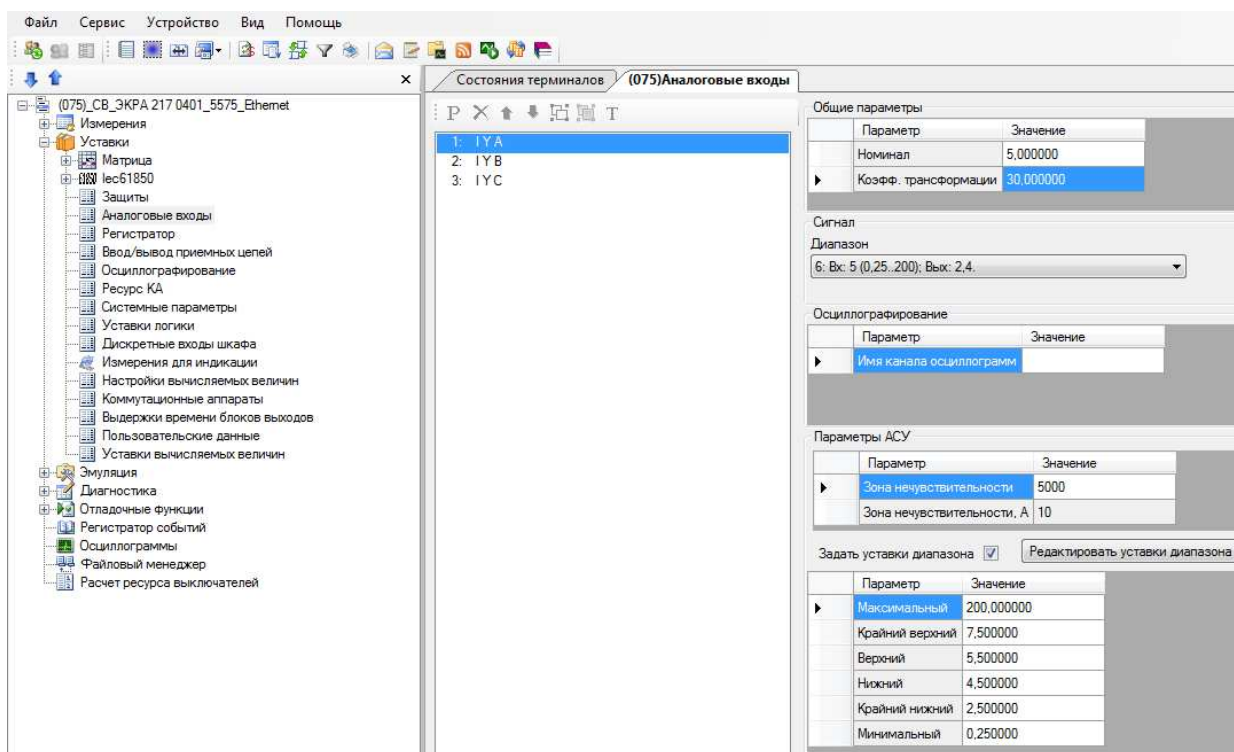 Файл Сервис Устройство Вид Помощь
Состояния терминалов (075)Аналоговые входы
(075)_СВ_ЭКРА 217 0401_5575_Ethernet
Измерения
Уставки
Матрица
Iec61850
Защиты
Аналоговые входы
Регистратор
Ввод/вывод приемных цепей
Осциллографирование
Ресурс КА
Системные параметры
Уставки логики
Дискретные входы шкафа
Измерения для индикации
Настройки вычисляемых величин
Коммутационные аппараты
Выдержки времени блоков выходов
Пользовательские данные
Уставки вычисляемых величин
Эмуляция
Диагностика
Отладочные функции
Регистратор событий
Осциллограммы
Файловый менеджер
Расчет ресурса выключателей
P T
1: I Y A
2: I Y B
3: I Y C
Общие параметры
Параметр Значение
Номинал 5,000000
Коэфф. трансформации 30,000000
Сигнал
Диапазон
6: Вх: 5 (0,25..200); Вых: 2,4.
Осциллографирование
Параметр Значение
Имя канала осциллограмм
Параметры АСУ
Параметр Значение
Зона нечувствительности 5000
Зона нечувствительности, А 10
Задать уставки диапазона Редактировать уставки диапазона
Параметр Значение
Максимальный 200,000000
Крайний верхний 7,500000
Верхний 5,500000
Нижний 4,500000
Крайний нижний 2,500000
Минимальный 0,250000